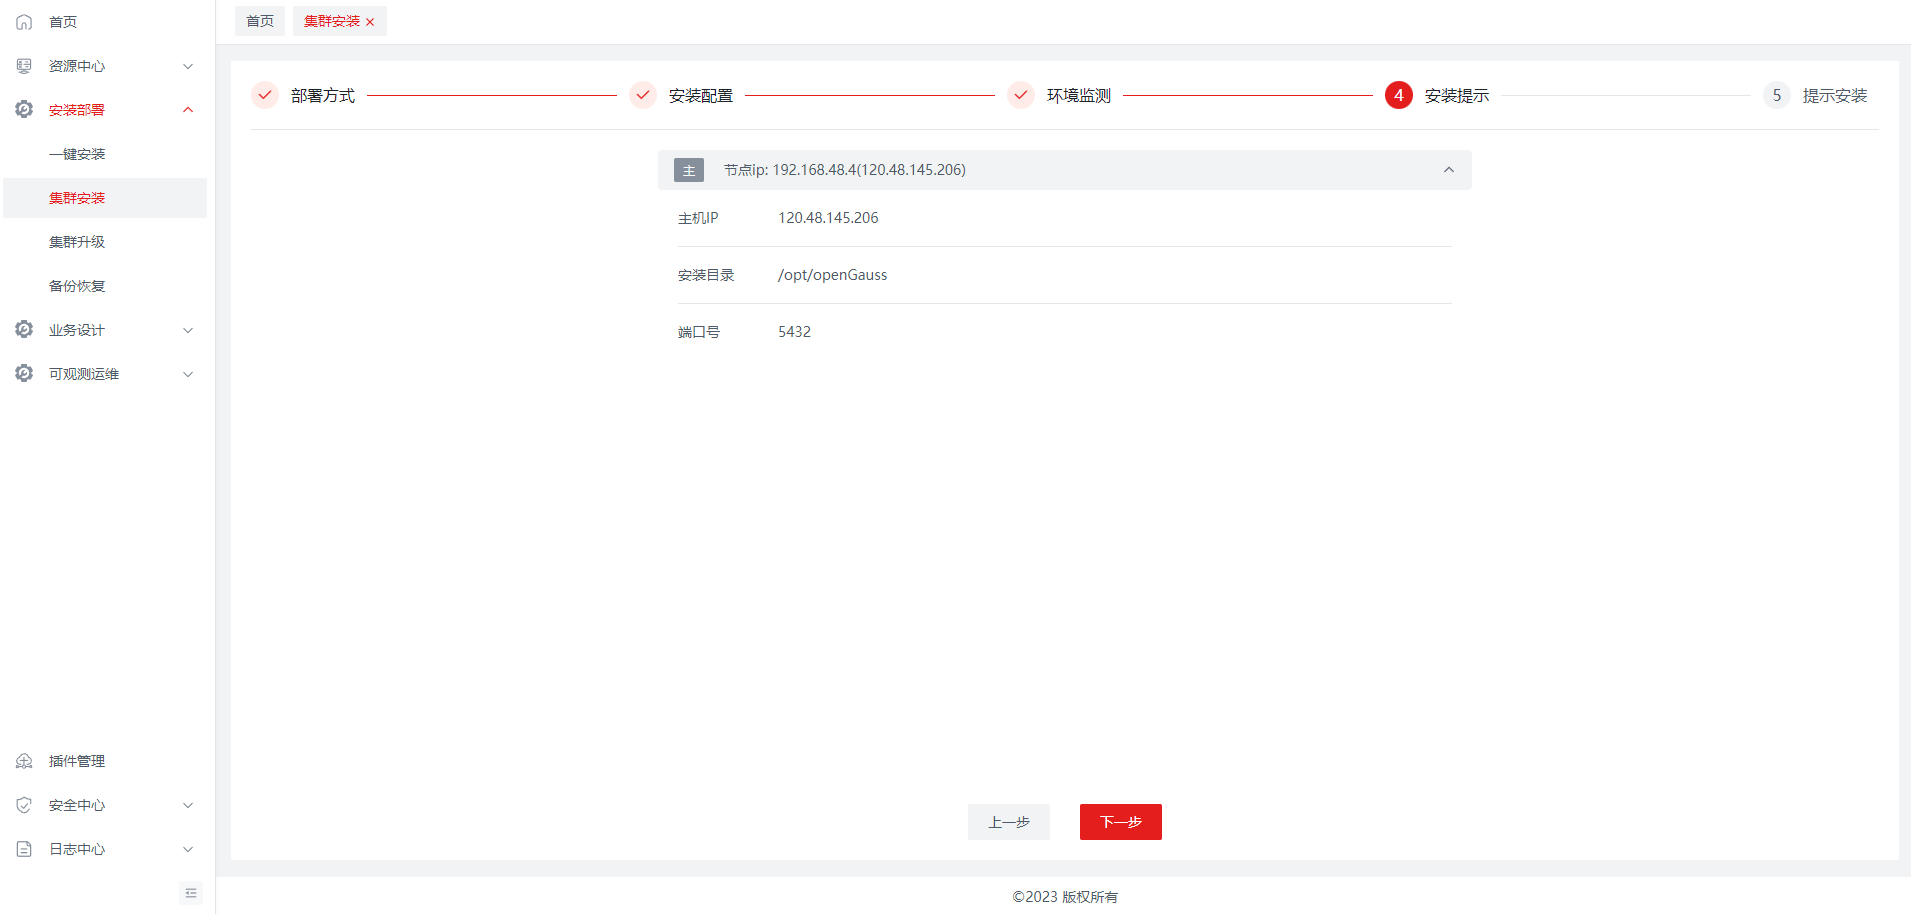 首页
资源中心
安装部署
一键安装
集群安装
集群升级
备份恢复
业务设计
可观测运维
插件管理
安全中心
日志中心
首页 集群安装
部署方式 安装配置 环境监测 4 安装提示 5 提示安装
主 节点ip: 192.168.48.4(120.48.145.206)
主机IP 120.48.145.206
安装目录 /opt/openGauss
端口号 5432
上一步 下一步
©2023 版权所有